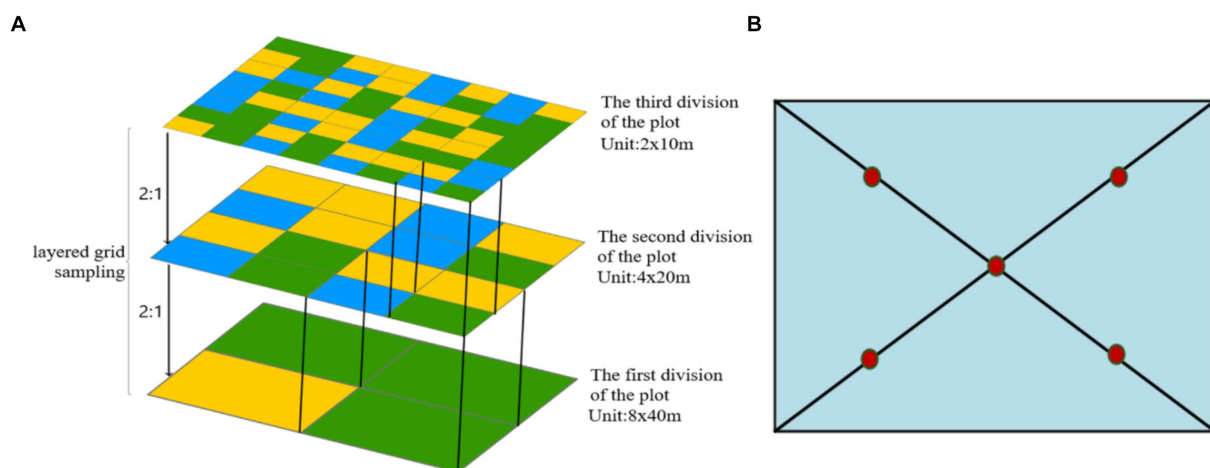 A
B
The third division
of the plot
Unit:2x10m
2:1
layered grid
sampling
The second division
of the plot
Unit:4x20m
2:1
The first division
of the plot
Unit:8x40m